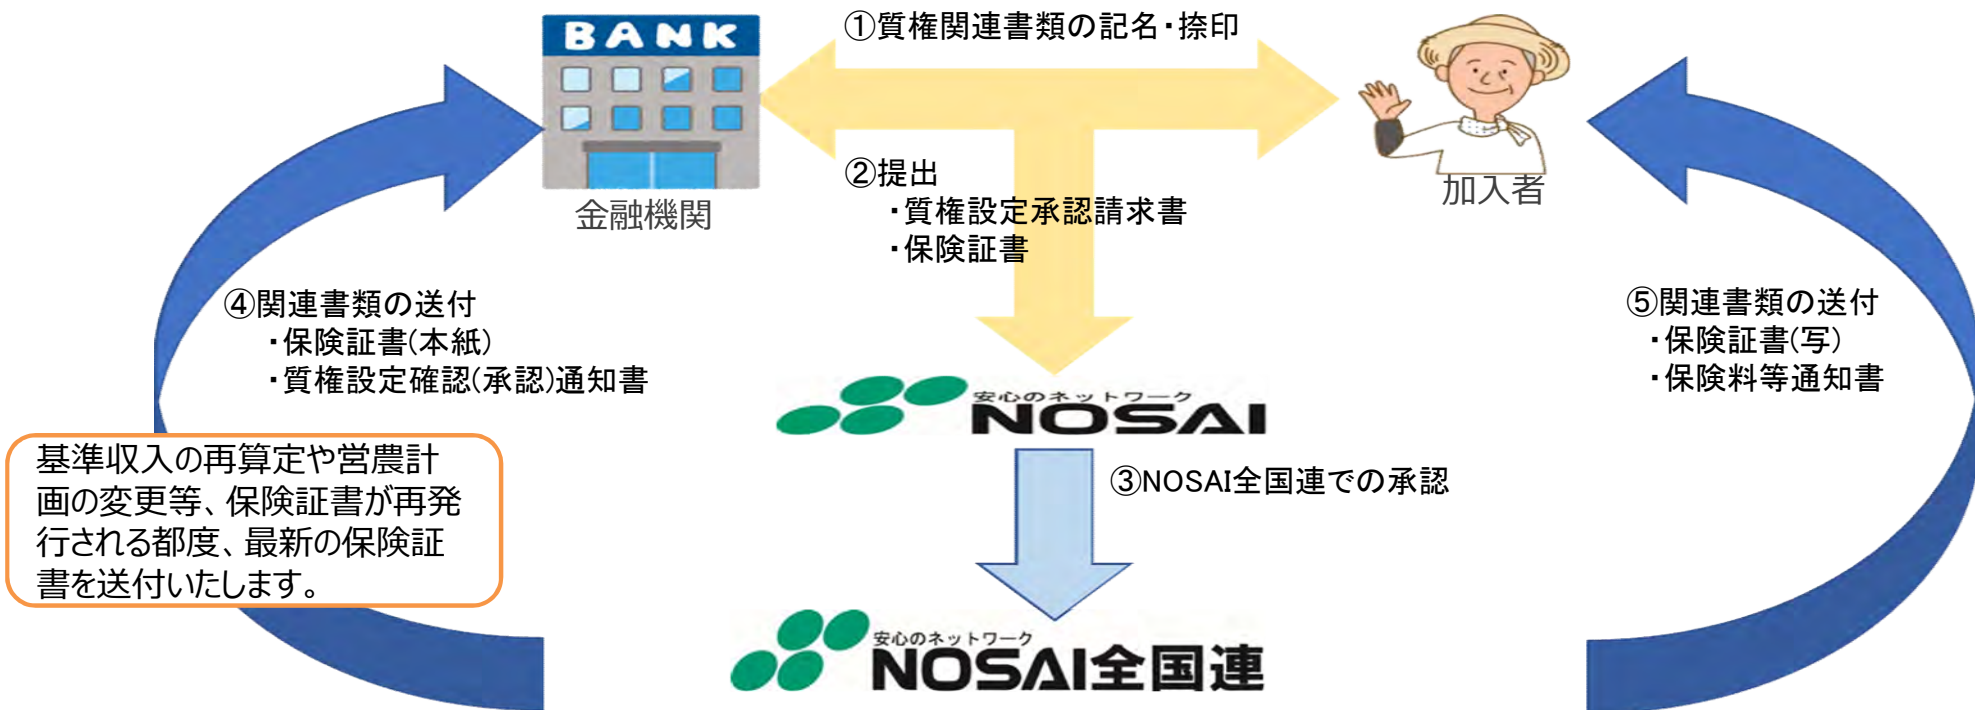 BANK
金融機関
①質権関連書類の記名・捺印
加入者
②提出
・質権設定承認請求書
・保険証書
④関連書類の送付
・保険証書(本紙)
・質権設定確認(承認)通知書
⑤関連書類の送付
・保険証書(写)
・保険料等通知書
安心のネットワーク
NOSAI
基準収入の再算定や営農計
画の変更等、保険証書が再発
行される都度、最新の保険証
書を送付いたします。
③NOSAI全国連での承認
安心のネットワーク
NOSAI全国連